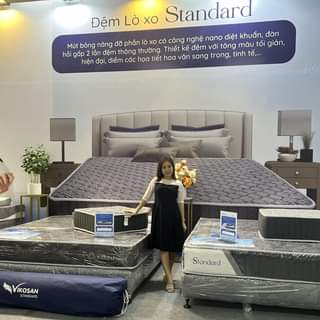 Đệm Lò xo Standard
Mút bông nâng đỡ phần lò xo có công nghệ nano diệt khuẩn, đàn
hồi gấp 2 lần đệm thông thường. Thiết kế đệm với tông màu tối giản,
hiện đại, điểm các họa tiết hoa văn sang trọng, tinh tế,...
Standard
VIKOSAN
STANDARD